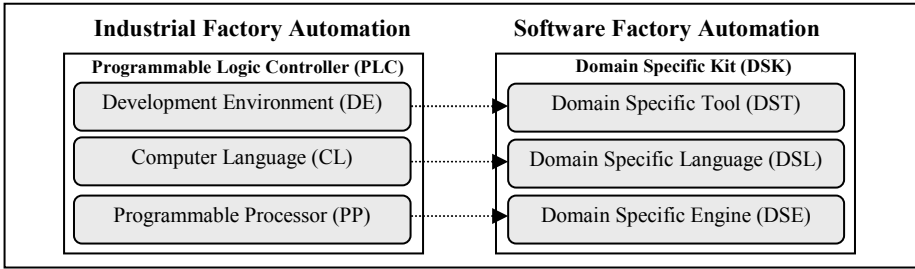 Industrial Factory Automation
Programmable Logic Controller (PLC)
Development Environment (DE)
Computer Language (CL)
Programmable Processor (PP)
Software Factory Automation
Domain Specific Kit (DSK)
Domain Specific Tool (DST)
Domain Specific Language (DSL)
Domain Specific Engine (DSE)